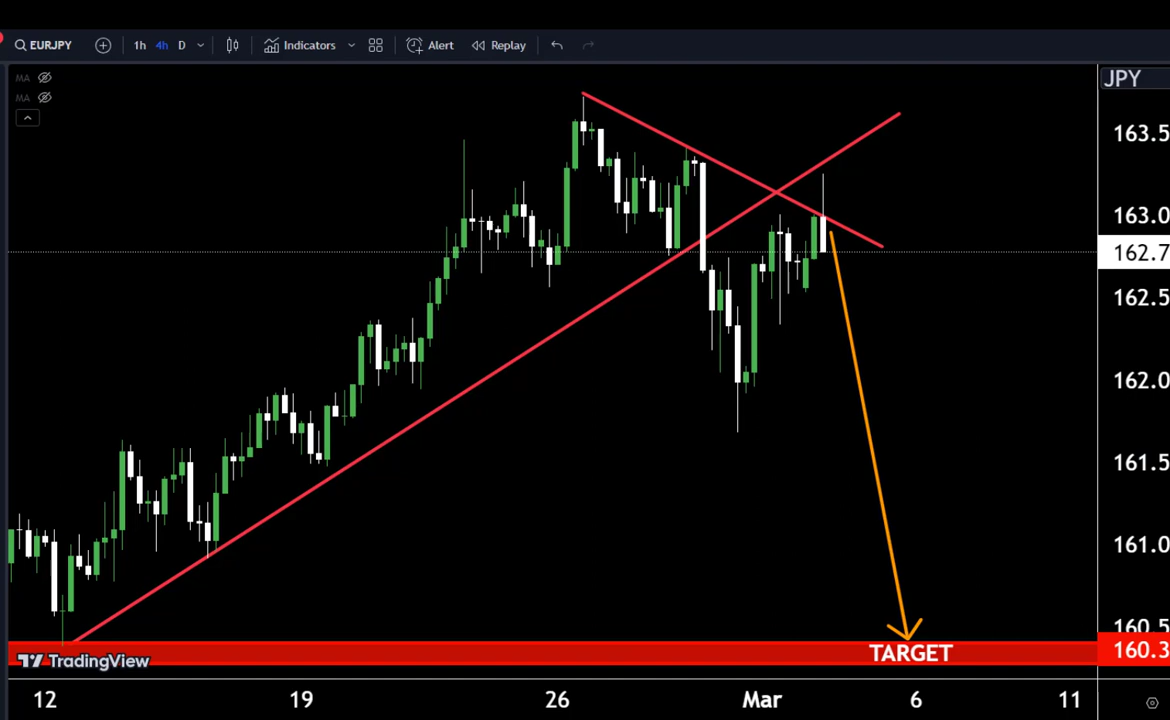 EURJPY 1h 4h D Indicators Alert Replay
MA
MA
JPY
163.5
163.0
162.7
162.5
162.0
161.5
161.0
160.5
160.3
TARGET
TradingView
12 19 26 Mar 6 11